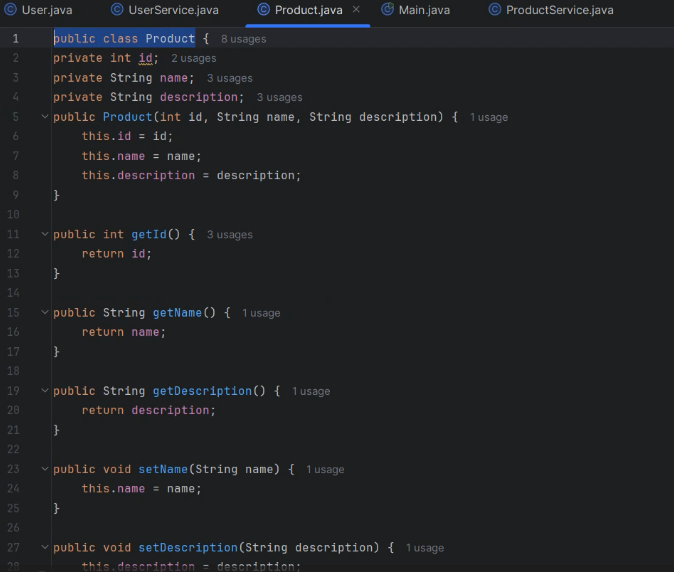 User.java UserService.java Product.java Main.java ProductService.java
1 public class Product { 8 usages
2 private int id; 2 usages
3 private String name; 3 usages
4 private String description; 3 usages
5 public Product(int id, String name, String description) { 1 usage
6 this.id = id;
7 this.name = name;
8 this.description = description;
9 }
10
11 public int getId() { 3 usages
12 return id;
13 }
14
15 public String getName() { 1 usage
16 return name;
17 }
18
19 public String getDescription() { 1 usage
20 return description;
21 }
22
23 public void setName(String name) { 1 usage
24 this.name = name;
25 }
26
27 public void setDescription(String description) { 1 usage
28 this.description = description;